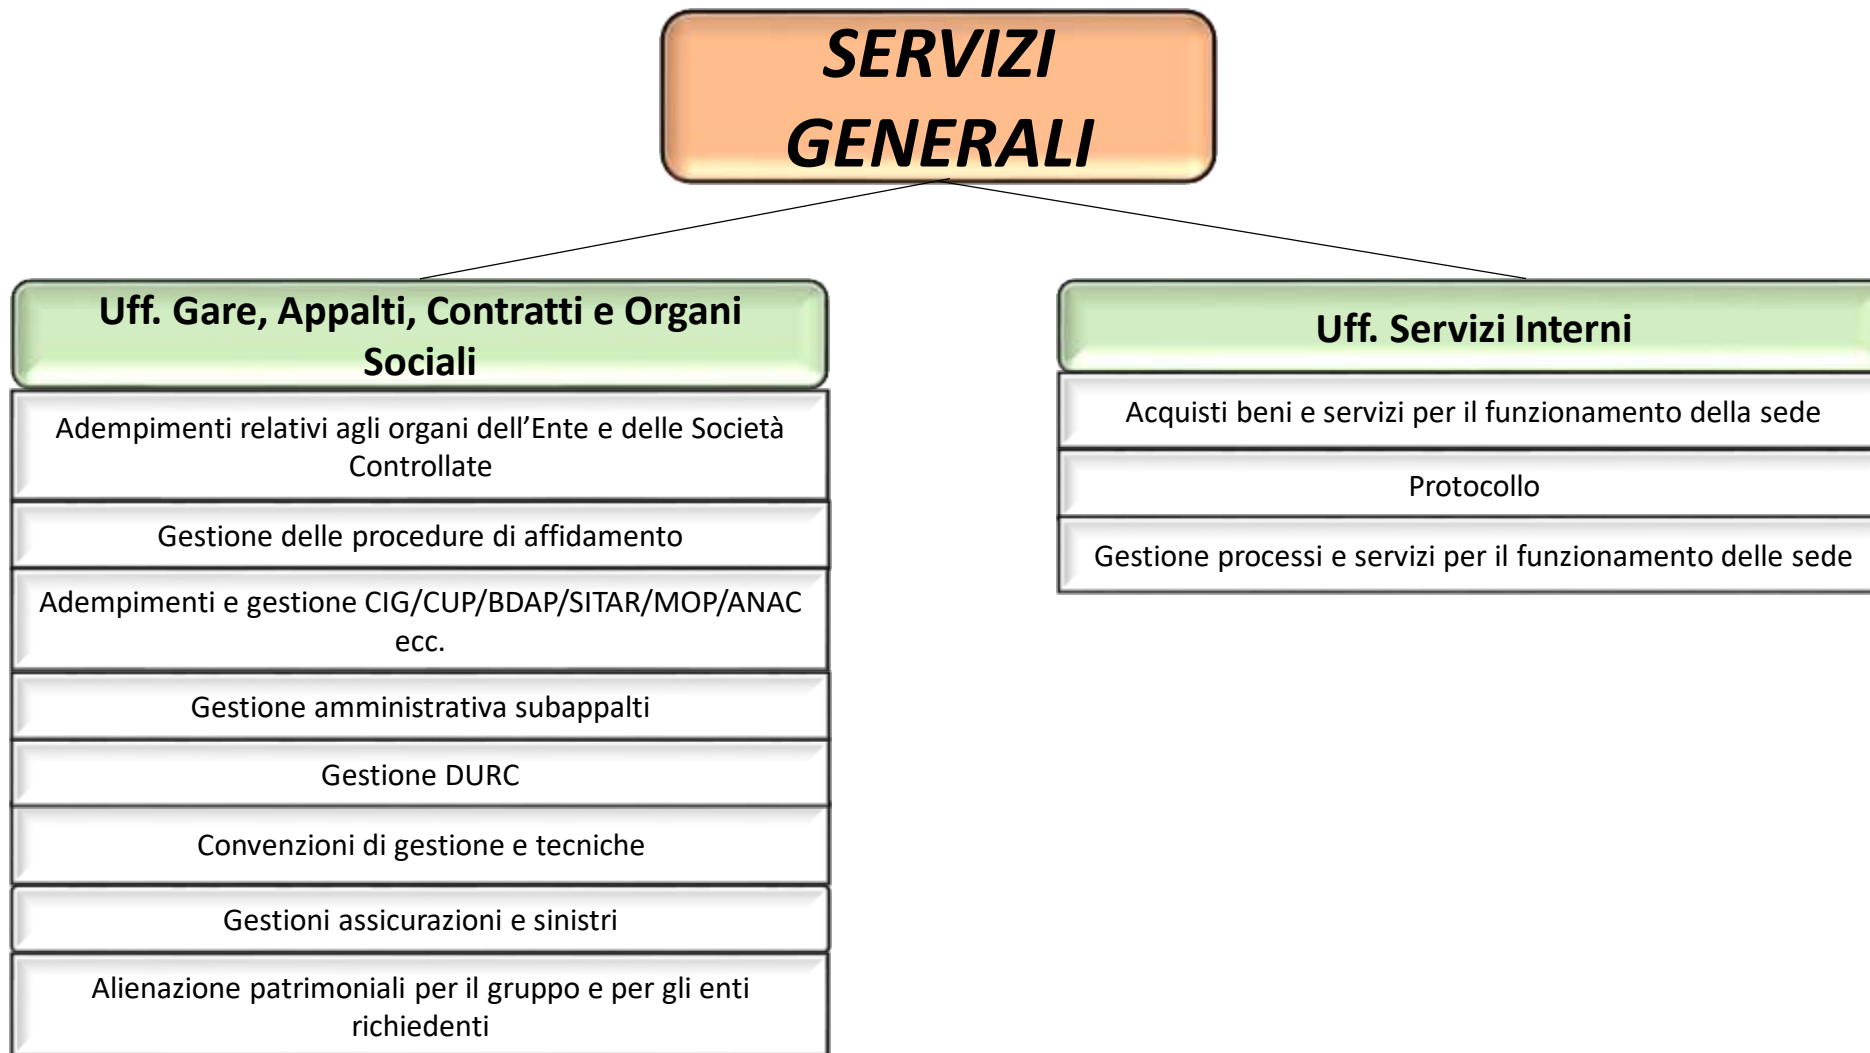 SERVIZI
GENERALI
Uff. Gare, Appalti, Contratti e Organi
Sociali
Adempimenti relativi agli organi dell’Ente e delle Società
Controllate
Gestione delle procedure di affidamento
Adempimenti e gestione CIG/CUP/BDAP/SITAR/MOP/ANAC
ecc.
Gestione amministrativa subappalti
Gestione DURC
Convenzioni di gestione e tecniche
Gestioni assicurazioni e sinistri
Alienazione patrimoniali per il gruppo e per gli enti
richiedenti
Uff. Servizi Interni
Acquisti beni e servizi per il funzionamento della sede
Protocollo
Gestione processi e servizi per il funzionamento delle sede